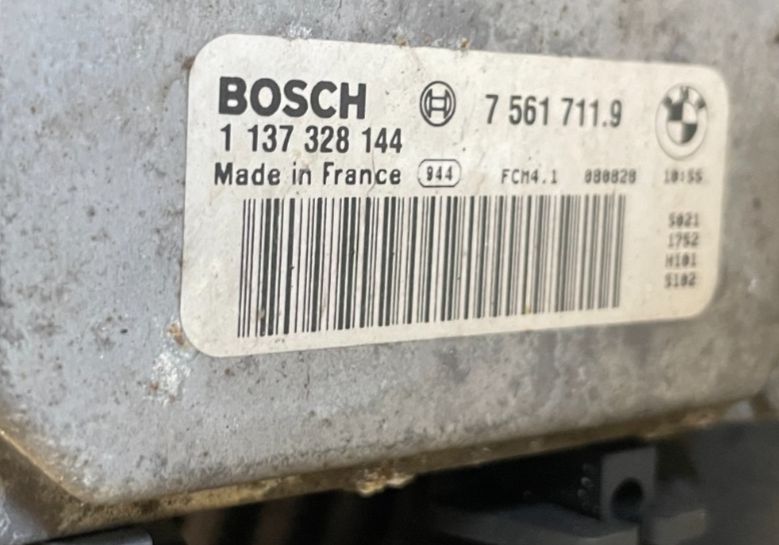 BOSCH 7 561 711.9
1 137 328 144
Made in France 944 FCM4.1 080828 10:55
S021
1752
H101
S102